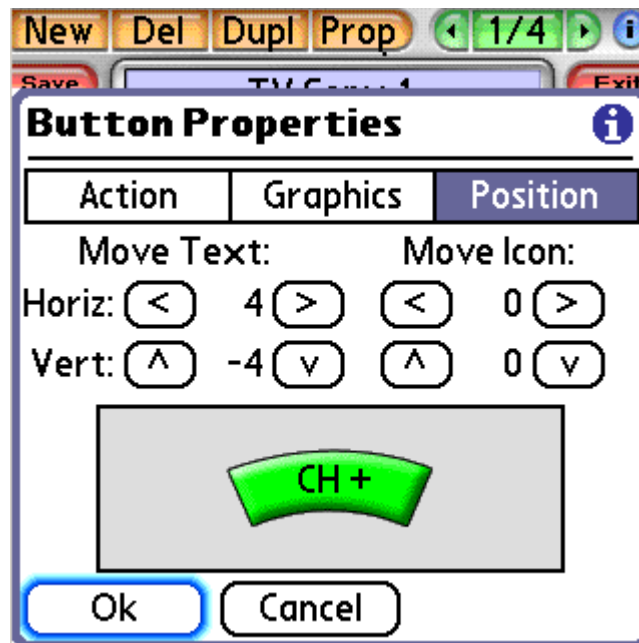 New Del Dupl Prop 1/4 i
Save Exit
Button Properties i
Action Graphics Position
Move Text: Move Icon:
Horiz: < 4 > < 0 >
Vert: ^ -4 v ^ 0 v
CH +
Ok Cancel